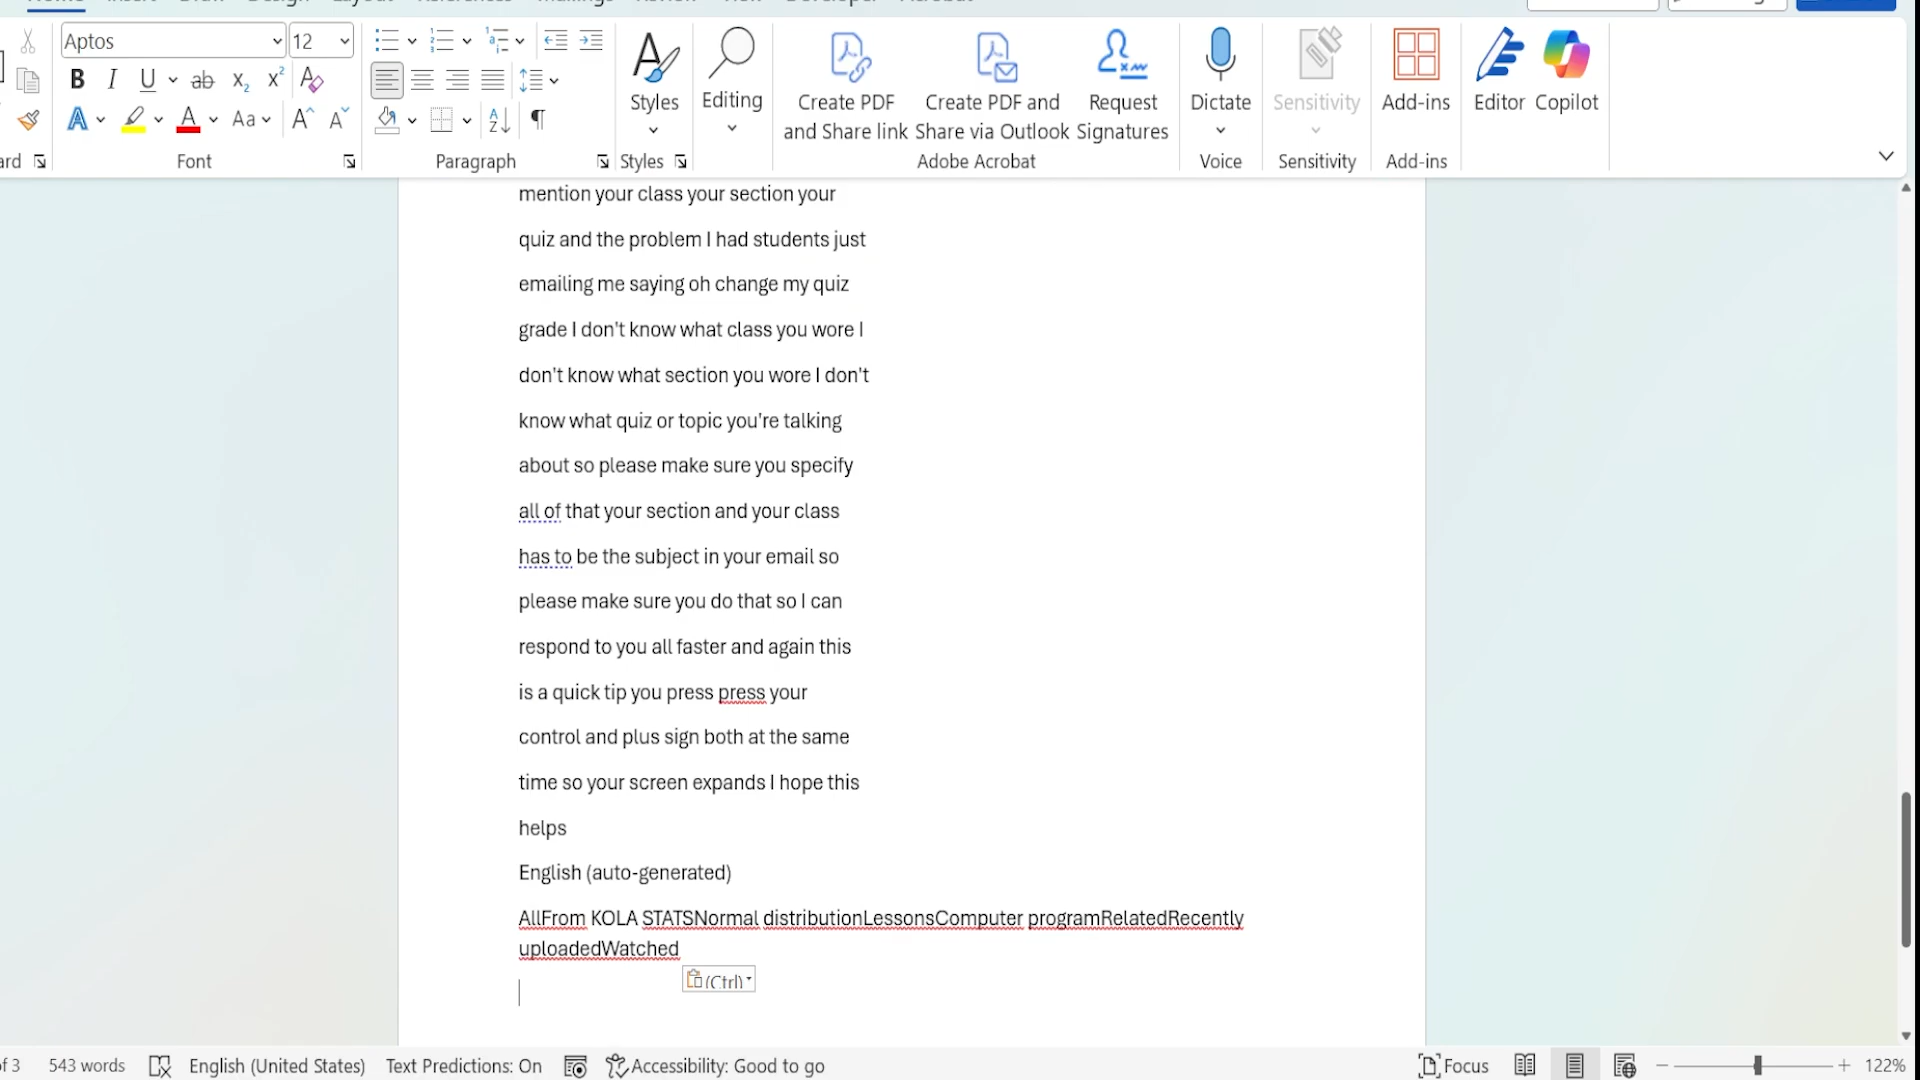 Aptos 12
Styles
Editing
Create PDF and Share link
Create PDF and Share via Outlook
Request Signatures
Dictate
Sensitivity
Add-ins
Editor
Copilot
ard
Font
Paragraph
Styles
Adobe Acrobat
Voice
Sensitivity
Add-ins
mention your class your section your
quiz and the problem I had students just
emailing me saying oh change my quiz
grade I don't know what class you wore I
don't know what section you wore I don't
know what quiz or topic you're talking
about so please make sure you specify
all of that your section and your class
has to be the subject in your email so
please make sure you do that so I can
respond to you all faster and again this
is a quick tip you press press your
control and plus sign both at the same
time so your screen expands I hope this
helps
English (auto-generated)
AllFrom KOLA STATSNormal distributionLessonsComputer programRelatedRecently
uploadedWatched
(Ctrl)
of 3 543 words English (United States) Text Predictions: On Accessibility: Good to go Focus 122%